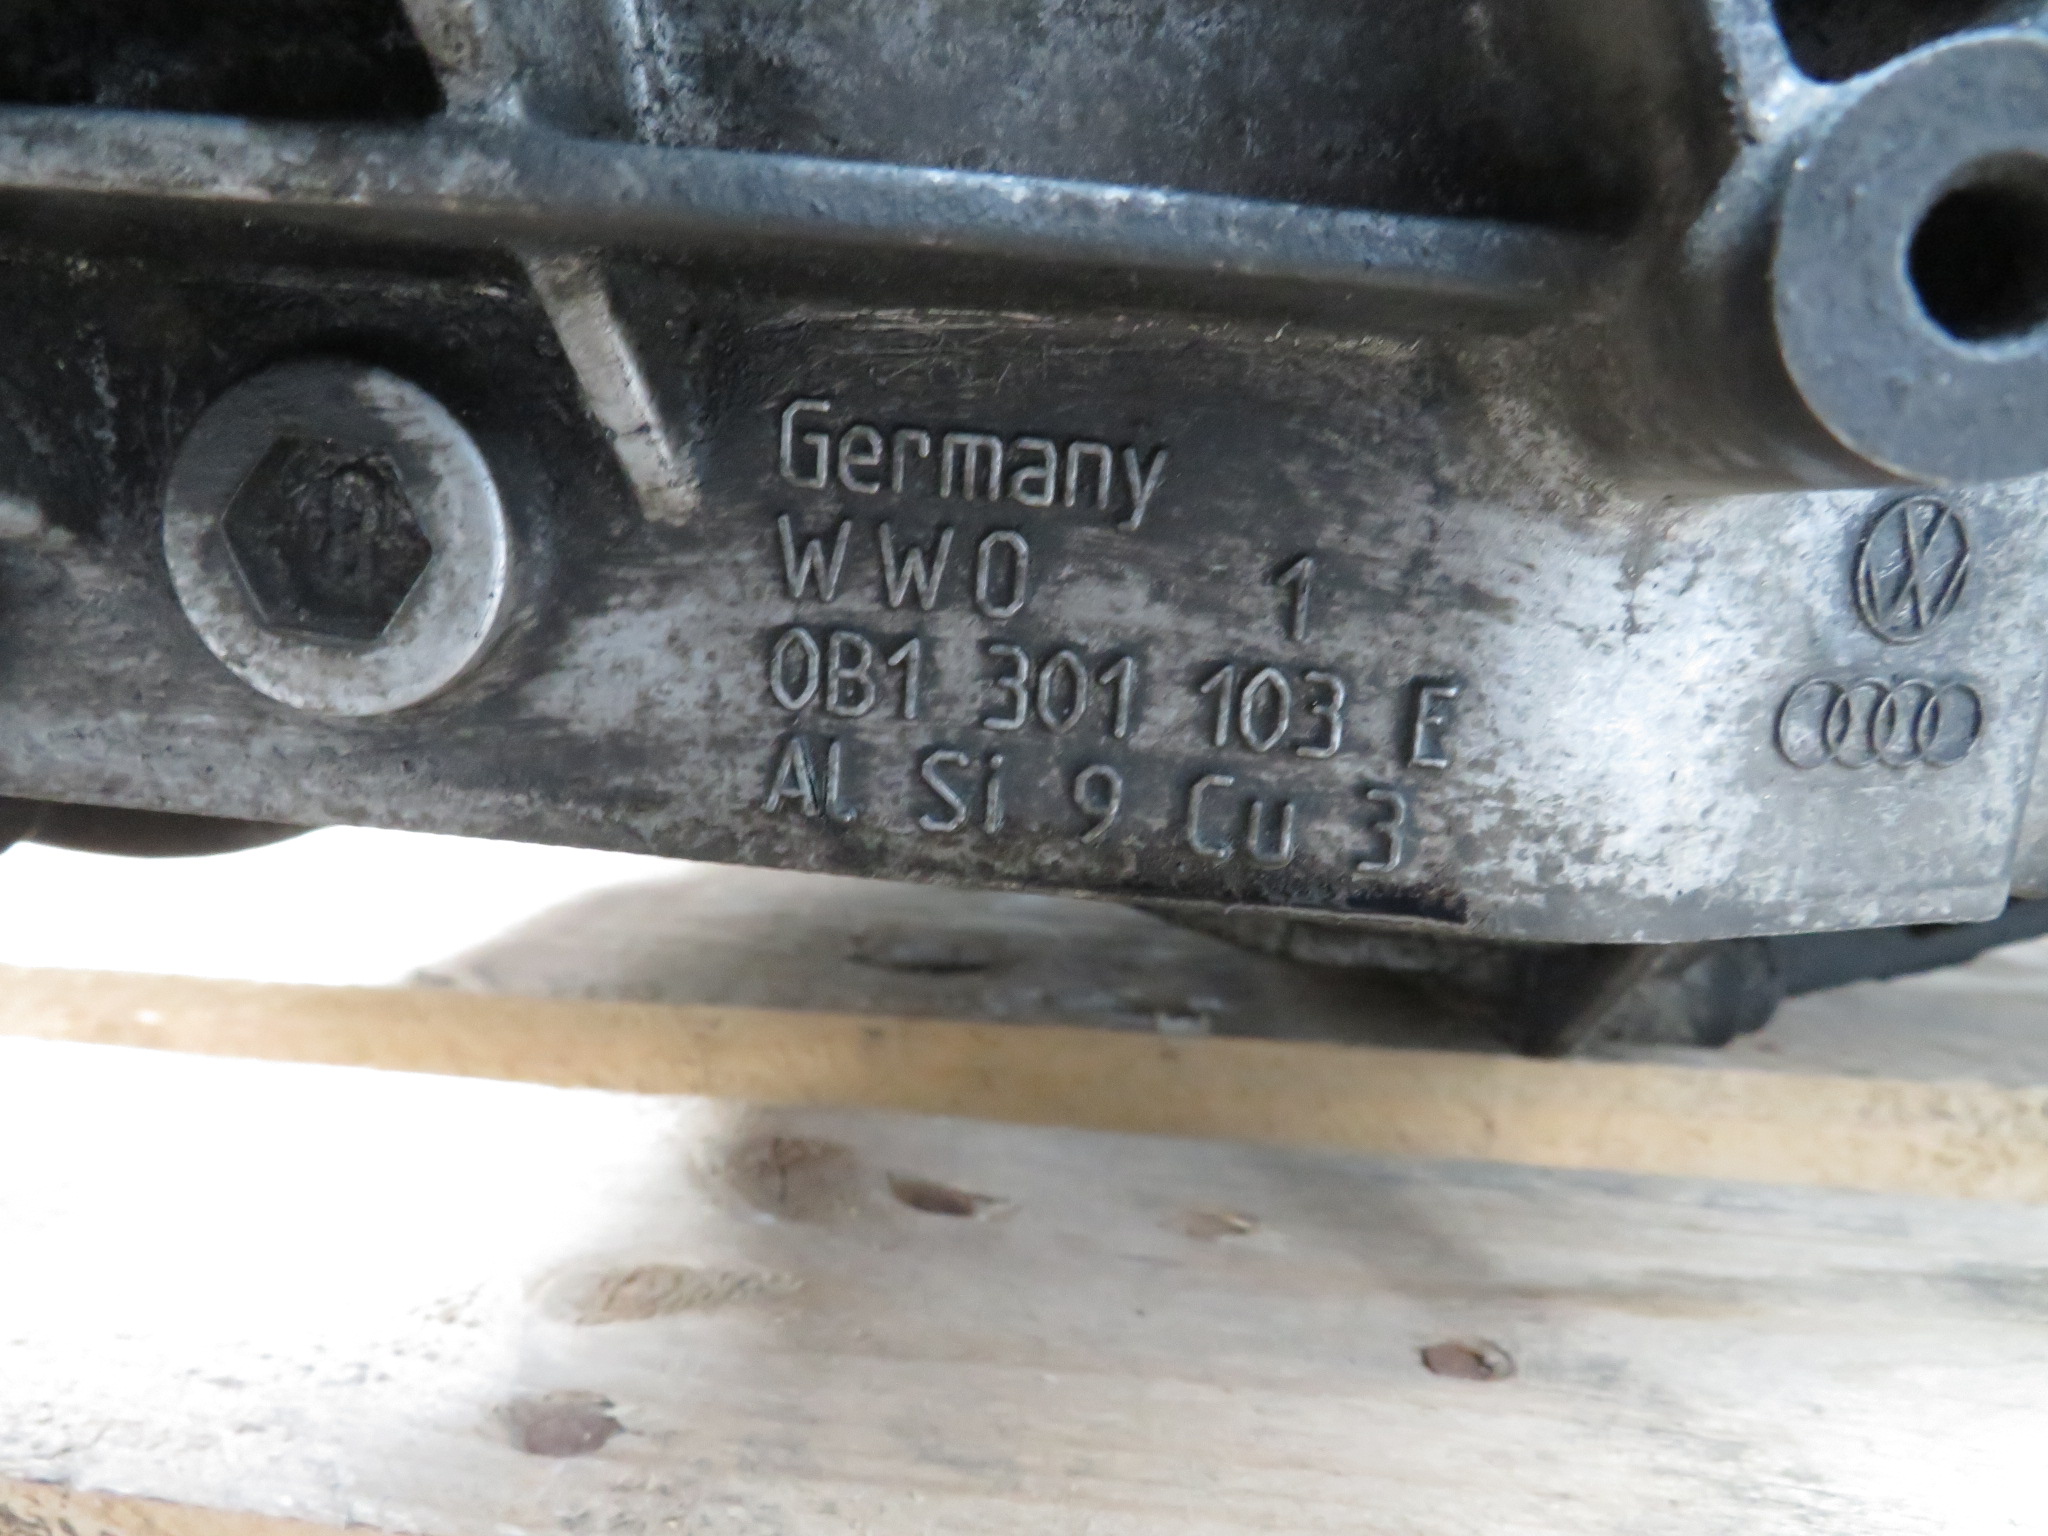 Germany
WWO 1
0B1 301 103 E
AL Si 9 Cu 3